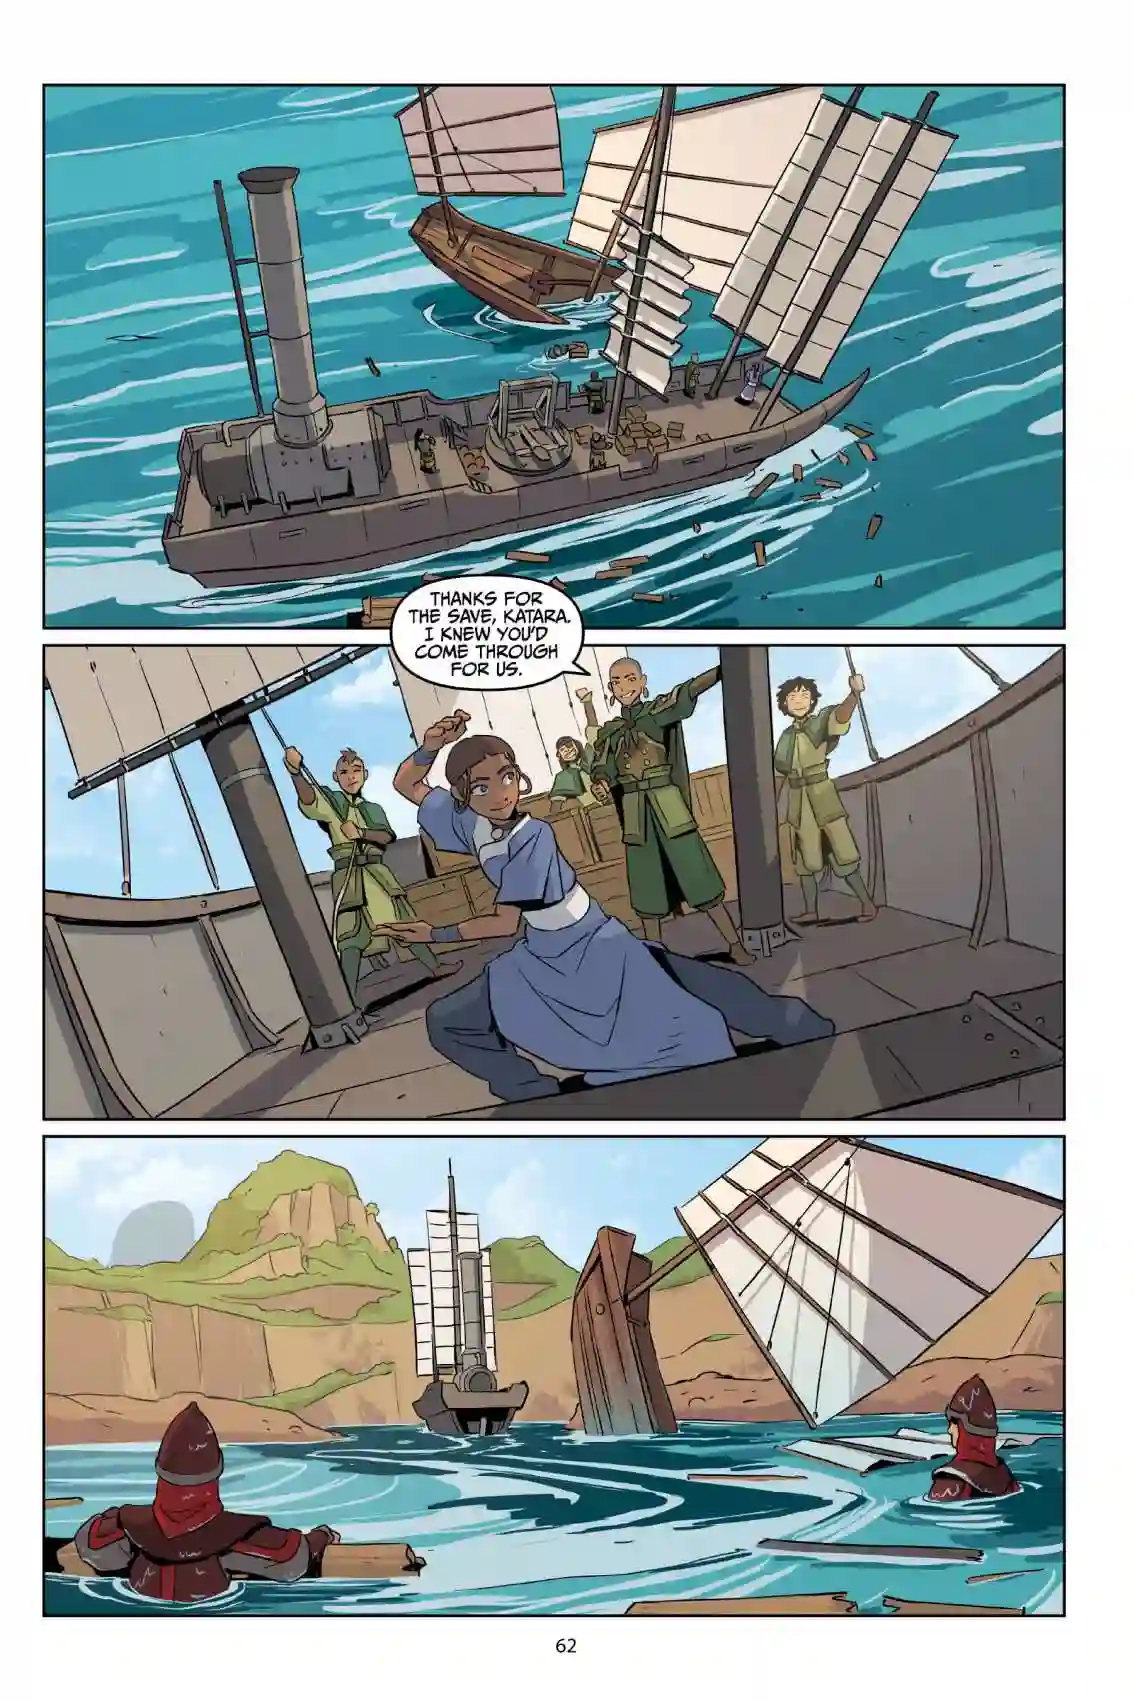 THANKS FOR
THE SAVE, KATARA.
I KNEW YOU'D
COME THROUGH
FOR US.
62